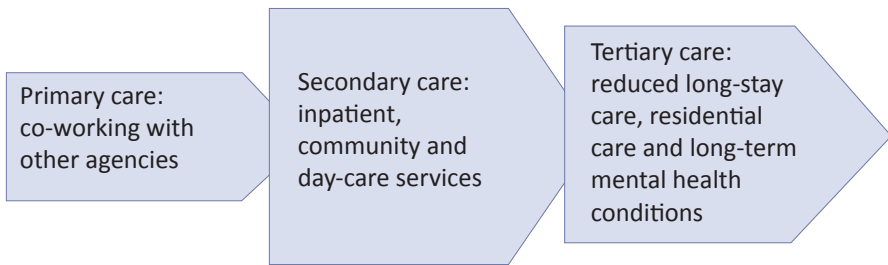 Primary care:
co-working with
other agencies
Secondary care:
inpatient,
community and
day-care services
Tertiary care:
reduced long-stay
care, residential
care and long-term
mental health
conditions